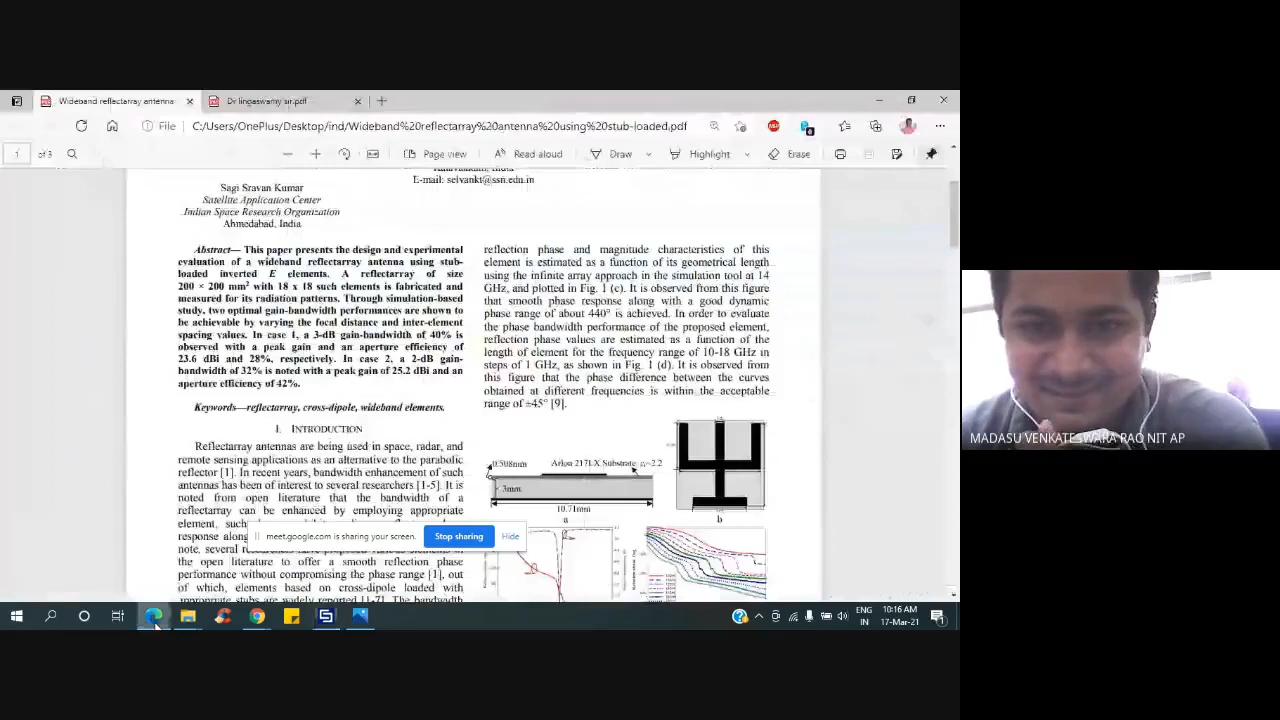 Wideband reflectarray antenna
Dr lingaswamy sir.pdf
File C:/Users/OnePlus/Desktop/ind/Wideband%20reflectarray%20antenna%20using%20stub-loaded.pdf
1 of 3 Page view Read aloud Draw Highlight Erase
E-mail: selvankt@ssn.edu.in
Sagi Sravan Kumar
Satellite Application Center
Indian Space Research Organization
Ahmedabad, India
Abstract— This paper presents the design and experimental
evaluation of a wideband reflectarray antenna using stub-
loaded inverted E elements. A reflectarray of size
200 × 200 mm² with 18 x 18 such elements is fabricated and
measured for its radiation patterns. Through simulation-based
study, two optimal gain-bandwidth performances are shown to
be achievable by varying the focal distance and inter-element
spacing values. In case 1, a 3-dB gain-bandwidth of 40% is
observed with a peak gain and an aperture efficiency of
23.6 dBi and 28%, respectively. In case 2, a 2-dB gain-
bandwidth of 32% is noted with a peak gain of 25.2 dBi and an
aperture efficiency of 42%.
Keywords—reflectarray, cross-dipole, wideband elements.
I. INTRODUCTION
Reflectarray antennas are being used in space, radar, and
remote sensing applications as an alternative to the parabolic
reflector [1]. In recent years, bandwidth enhancement of such
antennas has been of interest to several researchers [1-5]. It is
noted from open literature that the bandwidth of a
reflectarray can be enhanced by employing appropriate
element, such
response along
note, several
the open literature to offer a smooth reflection phase
performance without compromising the phase range [1], out
of which, elements based on cross-dipole loaded with
appropriate stubs are widely reported [1-7]. The bandwidth
reflection phase and magnitude characteristics of this
element is estimated as a function of its geometrical length
using the infinite array approach in the simulation tool at 14
GHz, and plotted in Fig. 1 (c). It is observed from this figure
that smooth phase response along with a good dynamic
phase range of about 440° is achieved. In order to evaluate
the phase bandwidth performance of the proposed element,
reflection phase values are estimated as a function of the
length of element for the frequency range of 10-18 GHz in
steps of 1 GHz, as shown in Fig. 1 (d). It is observed from
this figure that the phase difference between the curves
obtained at different frequencies is within the acceptable
range of ±45° [9].
0.508mm Arlon 217LX Substrate εr=2.2
3mm
10.71mm
a b
meet.google.com is sharing your screen. Stop sharing Hide
MADASU VENKATESWARA RAO NIT AP
ENG 10:16 AM
IN 17-Mar-21